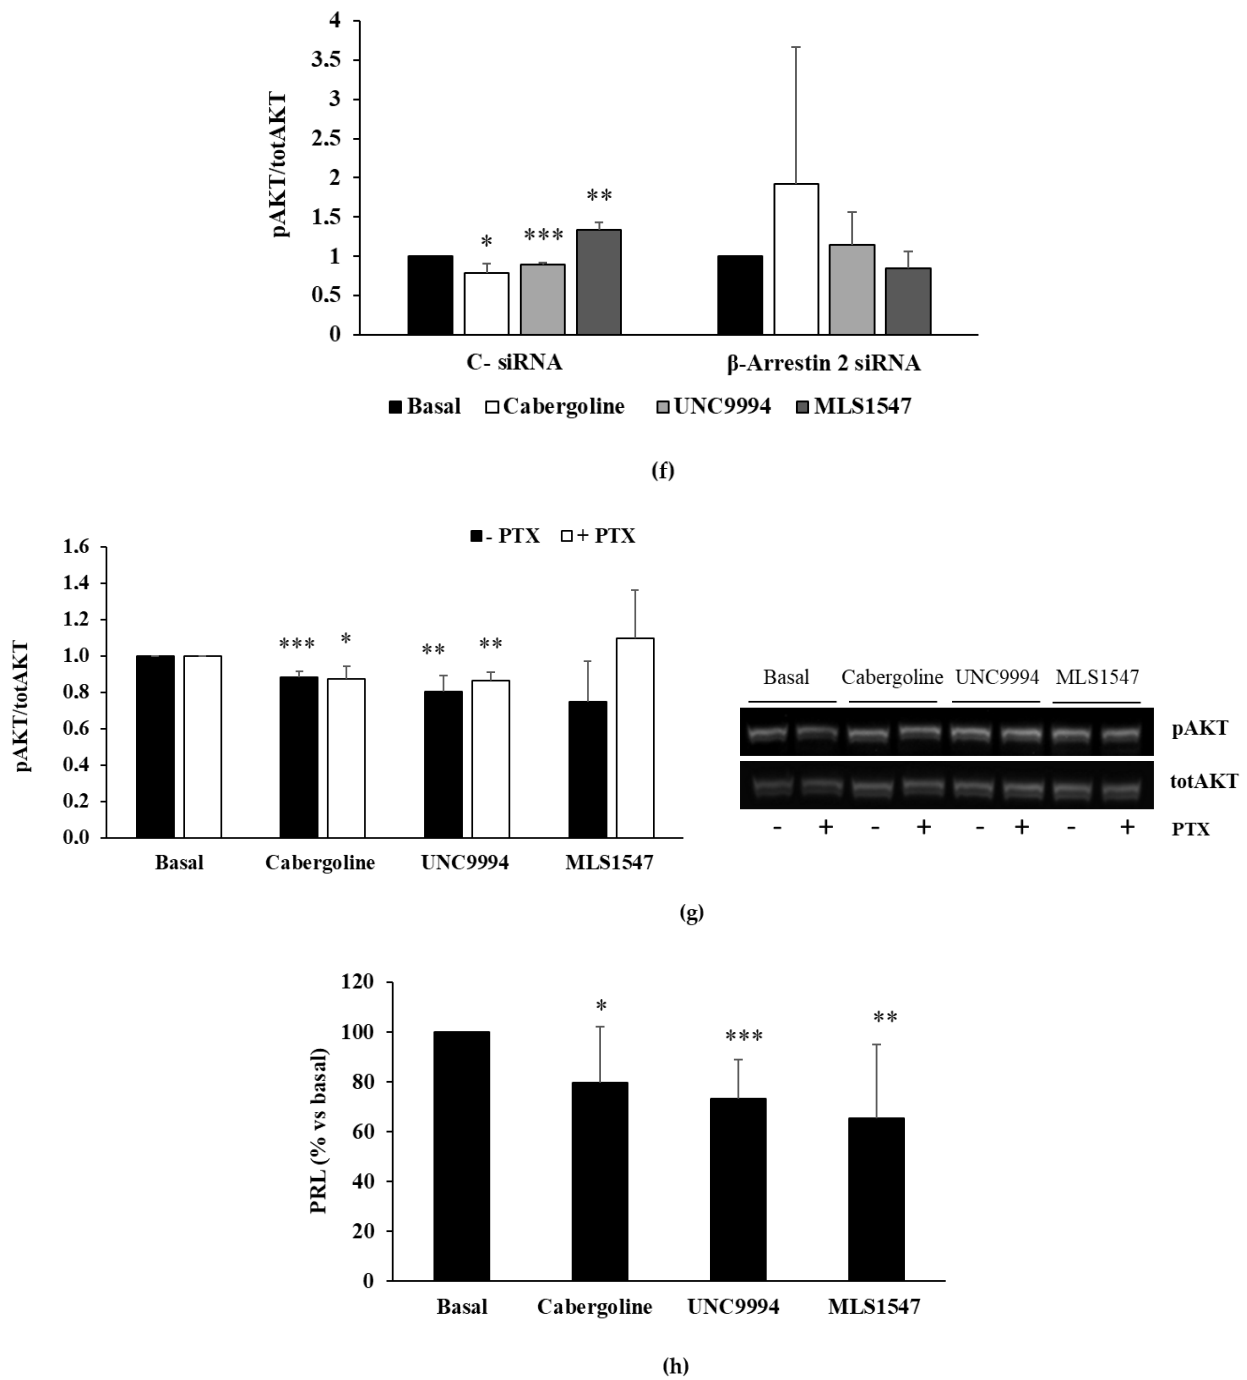 4
3.5
3
2.5
2
1.5
1
0.5
0
pAKT/totAKT
* *** **
C- siRNA β-Arrestin 2 siRNA
Basal Cabergoline UNC9994 MLS1547
(f)
- PTX + PTX
1.6
1.4
1.2
1.0
0.8
0.6
0.4
0.2
0.0
pAKT/totAKT
*** * ** **
Basal Cabergoline UNC9994 MLS1547
Basal Cabergoline UNC9994 MLS1547
pAKT
totAKT
- + - + - + - + PTX
(g)
120
100
80
60
40
20
0
PRL (% vs basal)
* *** **
Basal Cabergoline UNC9994 MLS1547
(h)